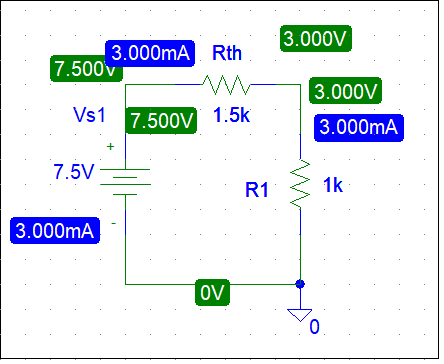 3.000V
3.000mA
Rth
7.500V
3.000V
Vs1
7.500V
1.5k
3.000mA
+
7.5V
R1
1k
-
3.000mA
0V
0